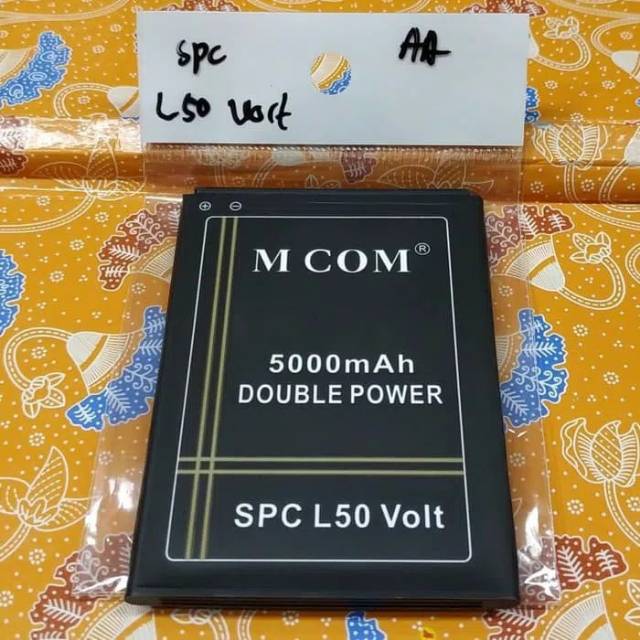 spc AA
L50 Volt
M COM®
5000mAh
DOUBLE POWER
SPC L50 Volt